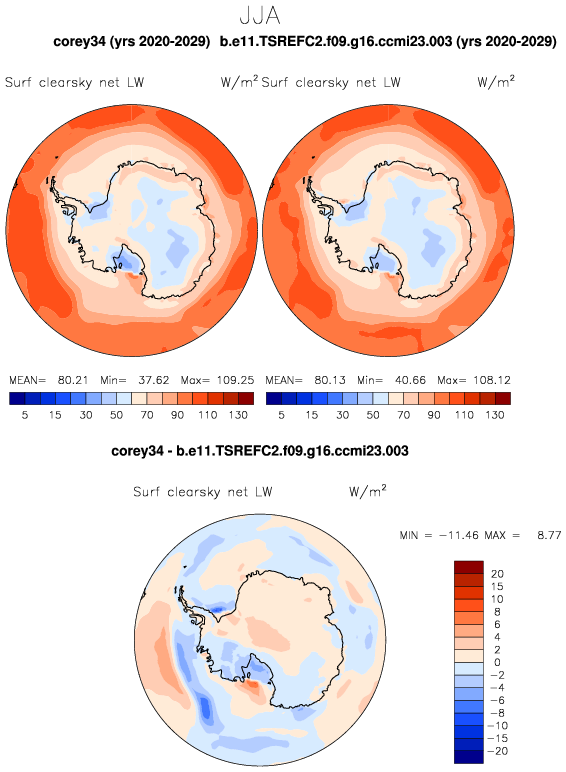 JJA
corey34 (yrs 2020-2029) b.e11.TSREFC2.f09.g16.ccmi23.003 (yrs 2020-2029)
Surf clearsky net LW W/m² Surf clearsky net LW W/m²
MEAN= 80.21 Min= 37.62 Max= 109.25 MEAN= 80.13 Min= 40.66 Max= 108.12
5 15 30 50 70 90 110 130 5 15 30 50 70 90 110 130
corey34 - b.e11.TSREFC2.f09.g16.ccmi23.003
Surf clearsky net LW W/m²
MIN = -11.46 MAX = 8.77
20
15
10
8
6
4
2
0
-2
-4
-6
-8
-10
-15
-20